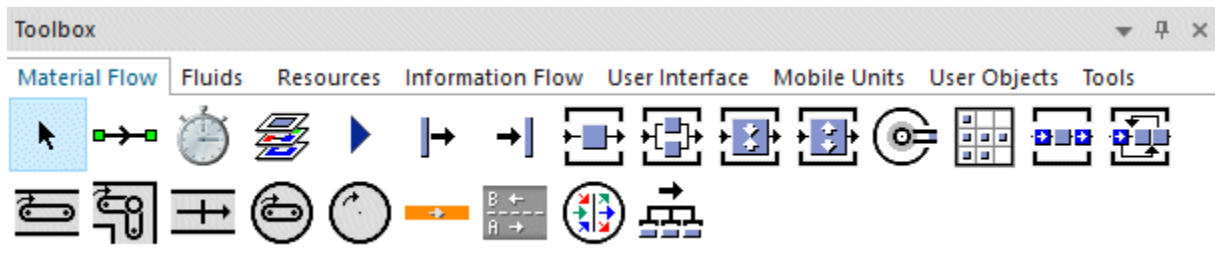 Toolbox
Material Flow Fluids Resources Information Flow User Interface Mobile Units User Objects Tools
B
A